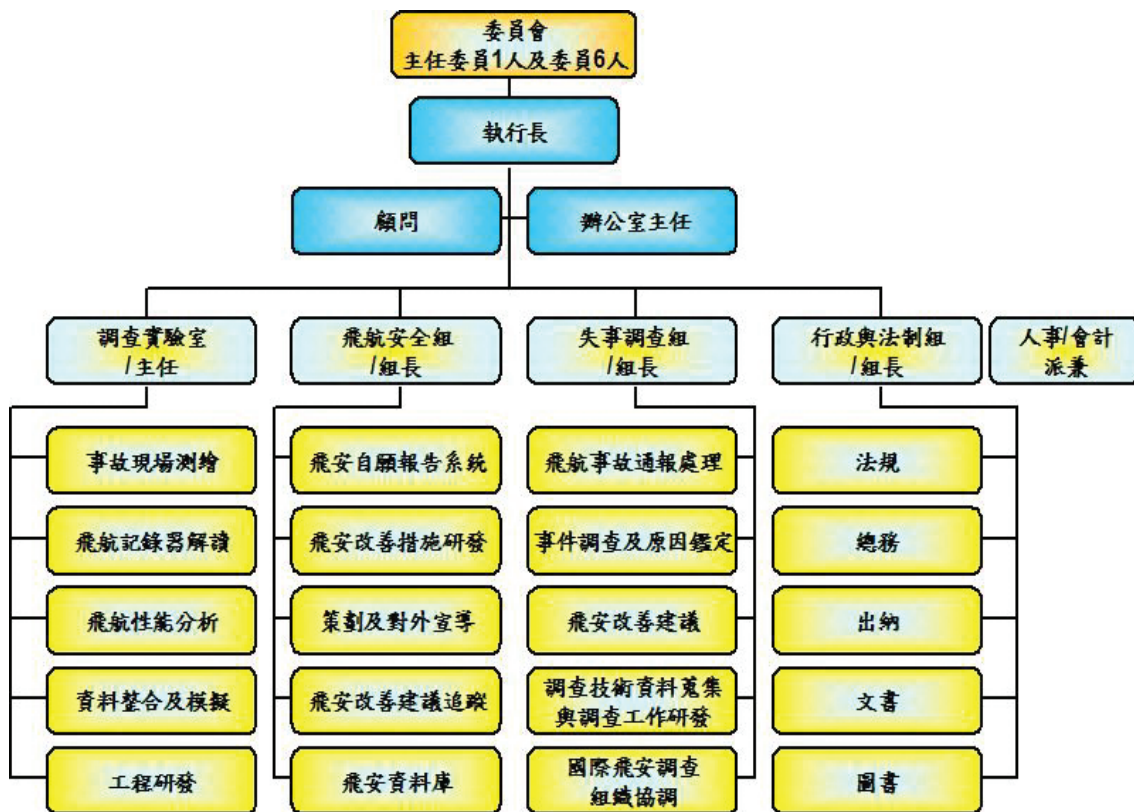 委員會
主任委員1人及委員6人
執行長
顧問
辦公室主任
調查實驗室
/主任
飛航安全組
/組長
失事調查組
/組長
行政與法制組
/組長
人事/會計
派兼
事故現場測繪
飛航記錄器解讀
飛航性能分析
資料整合及模擬
工程研發
飛安自願報告系統
飛安改善措施研發
策劃及對外宣導
飛安改善建議追蹤
飛安資料庫
飛航事故通報處理
事件調查及原因鑑定
飛安改善建議
調查技術資料蒐集
與調查工作研發
國際飛安調查
組織協調
法規
總務
出納
文書
圖書